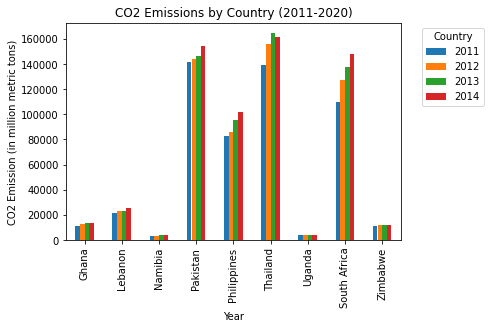 CO2 Emissions by Country (2011-2020)
CO2 Emission (in million metric tons)
160000
140000
120000
100000
80000
60000
40000
20000
0
Ghana
Lebanon
Namibia
Pakistan
Philippines
Thailand
Uganda
South Africa
Zimbabwe
Year
Country
2011
2012
2013
2014